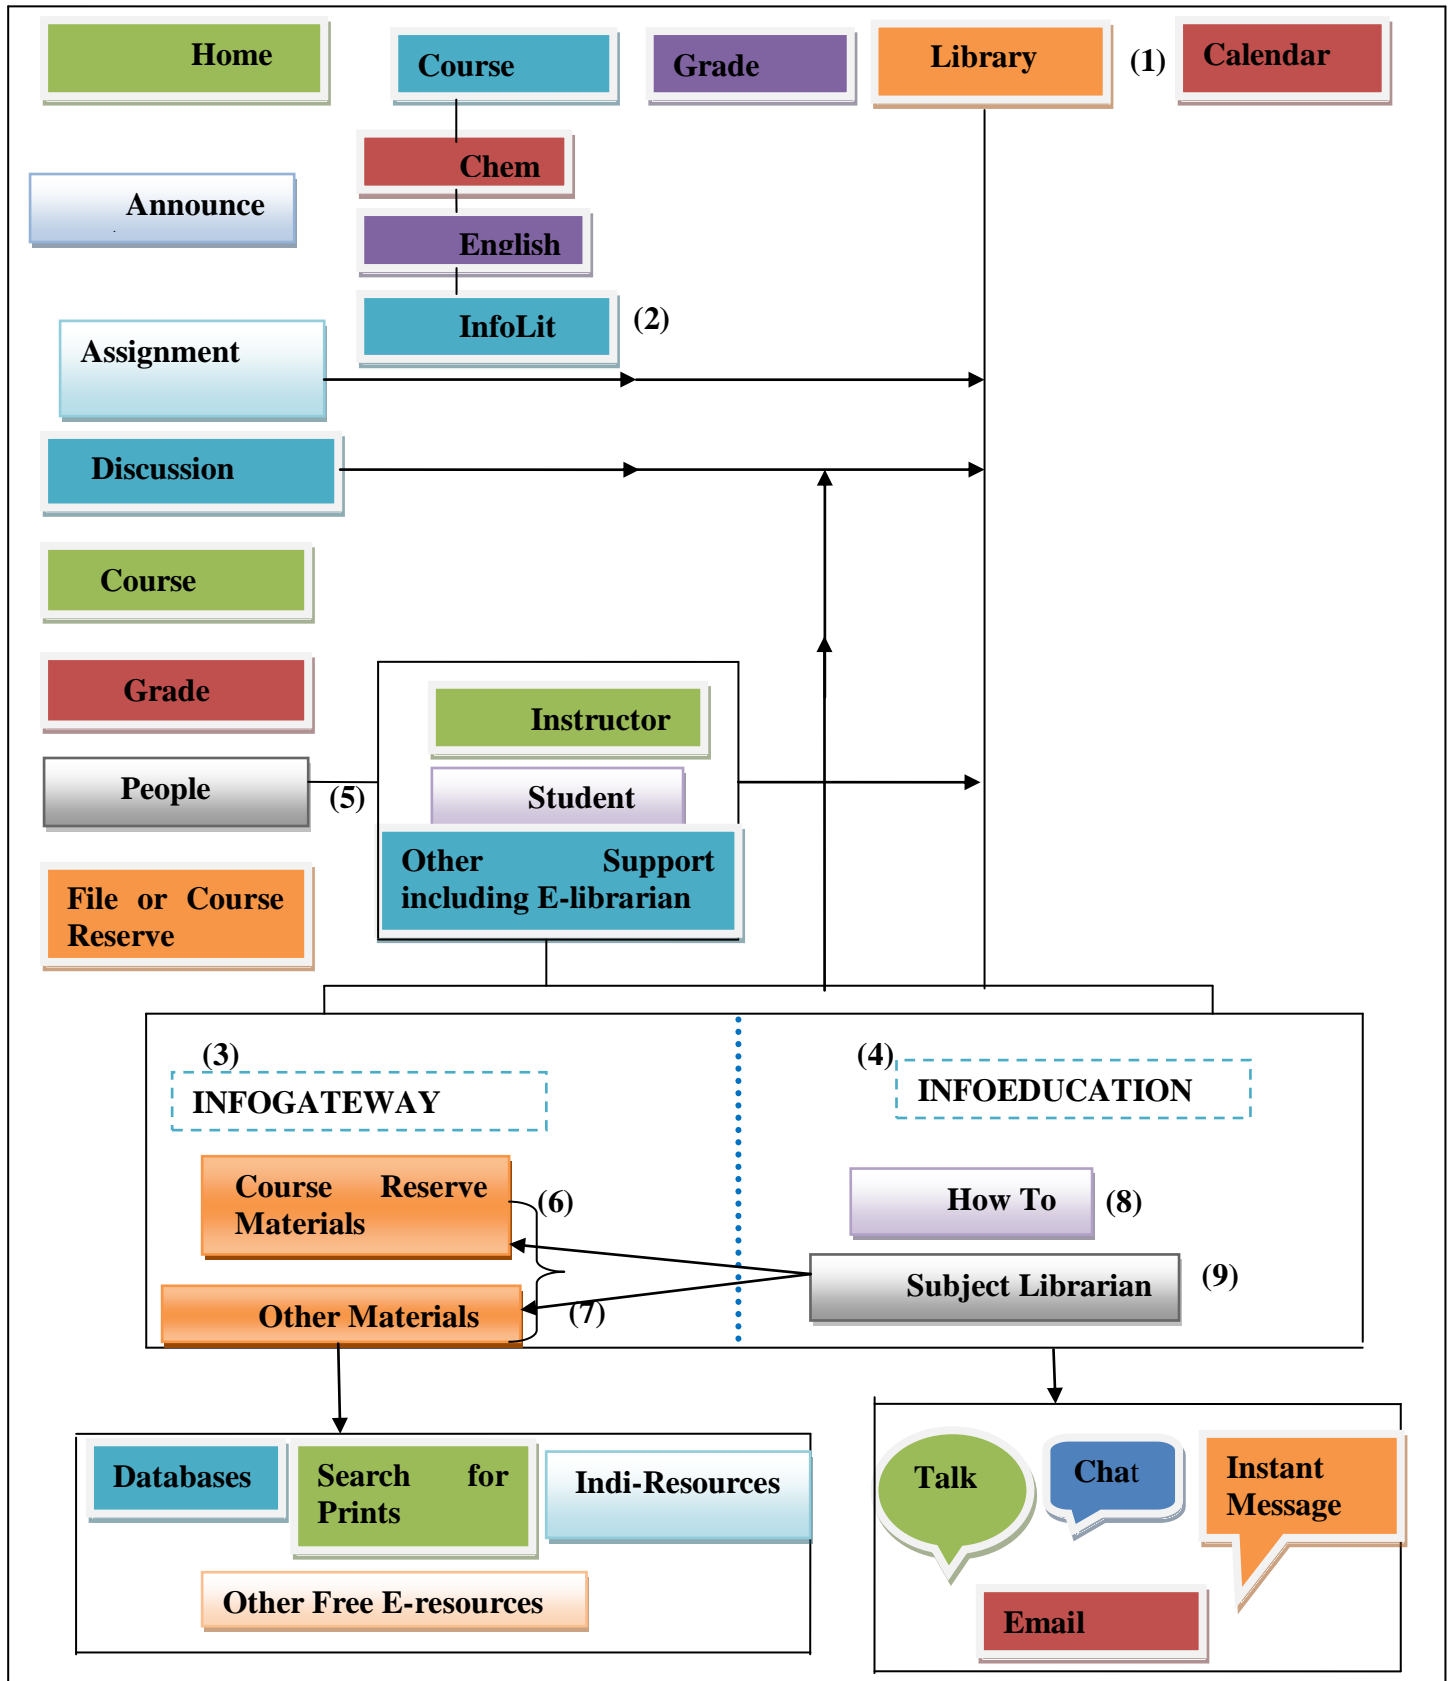 Home
Course
Grade
Library
(1)
Calendar
Chem
Announce
English
InfoLit
(2)
Assignment
Discussion
Course
Grade
Instructor
People
(5)
Student
Other Support
including E-librarian
File or Course
Reserve
(3)
INFOGATEWAY
(4)
INFOEDUCATION
Course Reserve
Materials
(6)
How To
(8)
Subject Librarian
(9)
Other Materials
(7)
Databases
Search for
Prints
Indi-Resources
Other Free E-resources
Talk
Chat
Instant
Message
Email